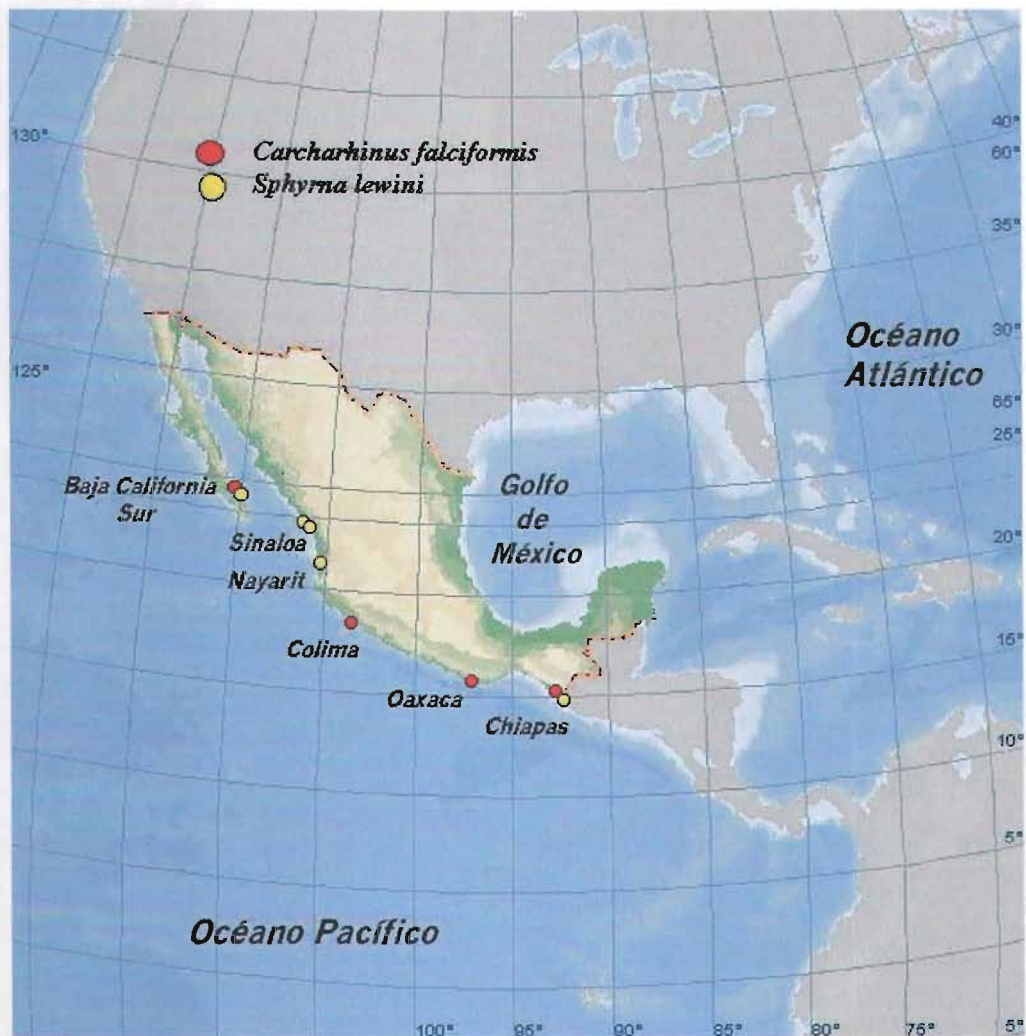 130°
Carcharhinus falciformis
Sphyrna lewini
40°
60°
35°
30°
Océano
Atlántico
125°
65°
25°
Baja California
Sur
Golfo
de
México
Sinaloa
Nayarit
20°
Colima
15°
Oaxaca
Chiapas
10°
5°
Océano Pacífico
100°
95°
90°
85°
80°
75°
5°